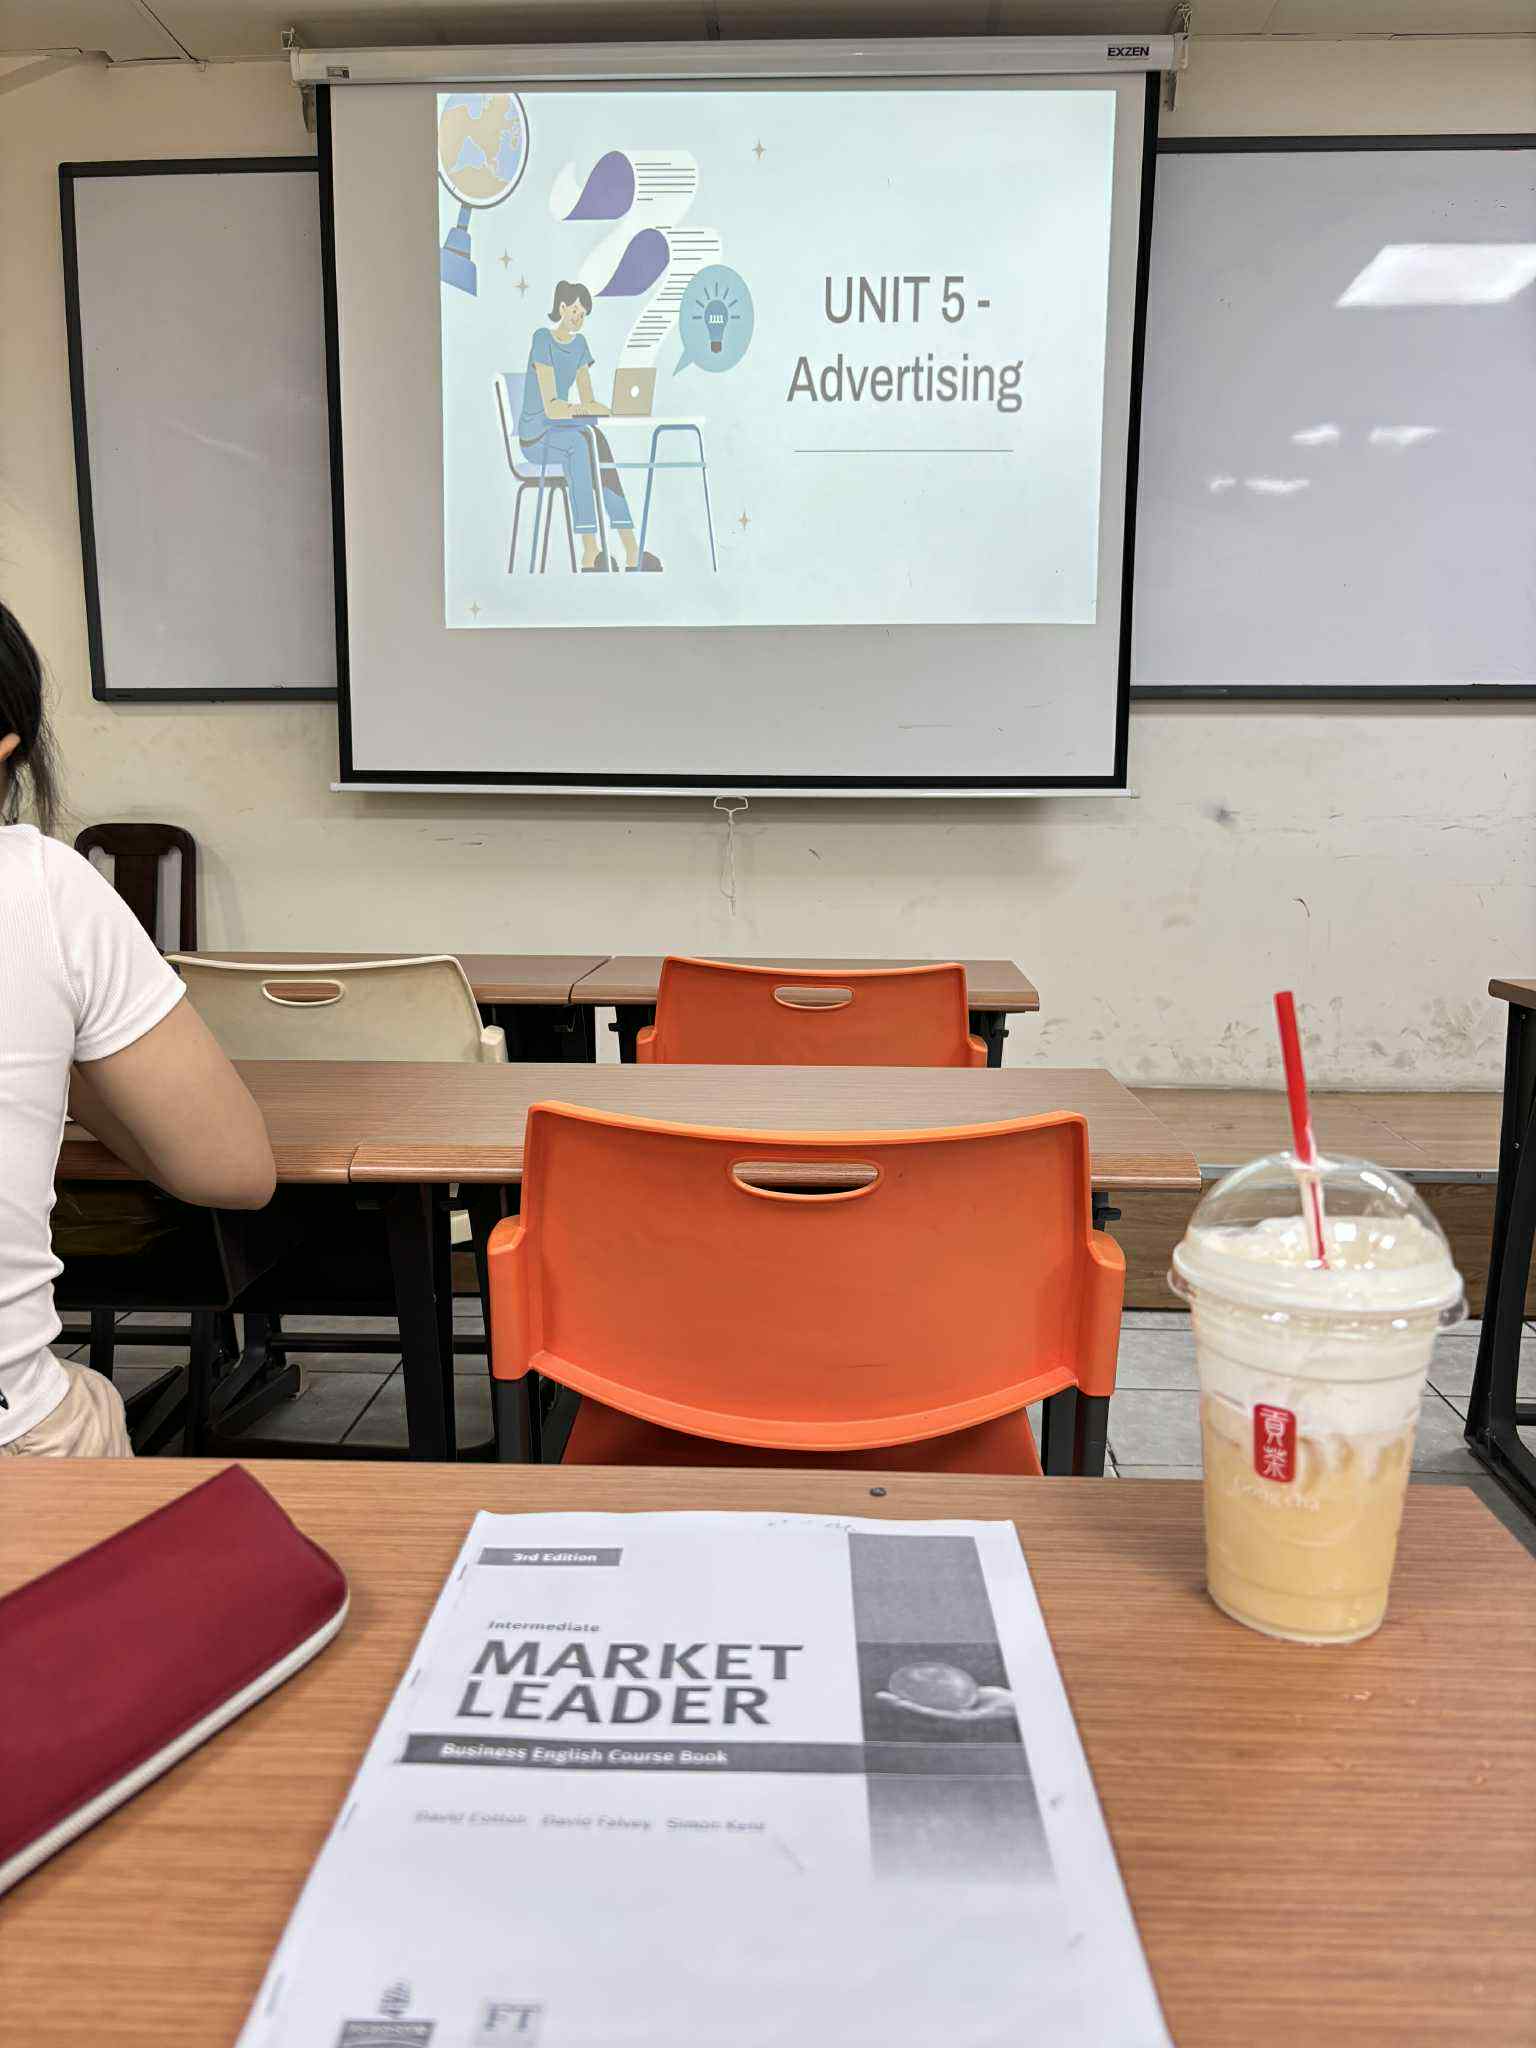 EXZEN
UNIT 5 -
Advertising
貢茶
Gong cha
3rd Edition
Intermediate
MARKET
LEADER
Business English Course Book
David Cotton David Falvey Simon Kent
FT